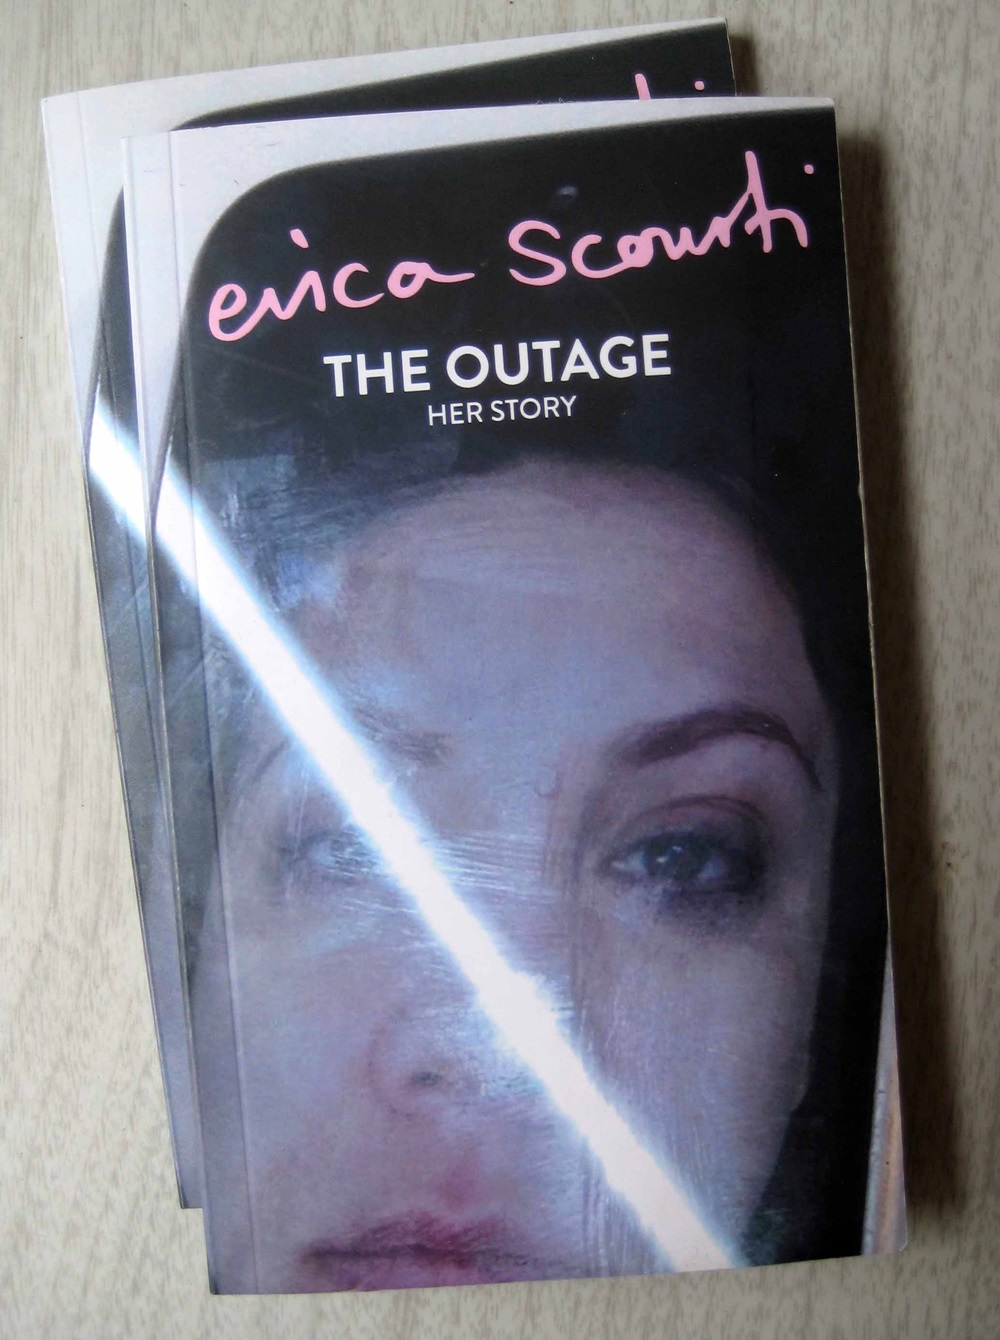 erica Scourti
THE OUTAGE
HER STORY